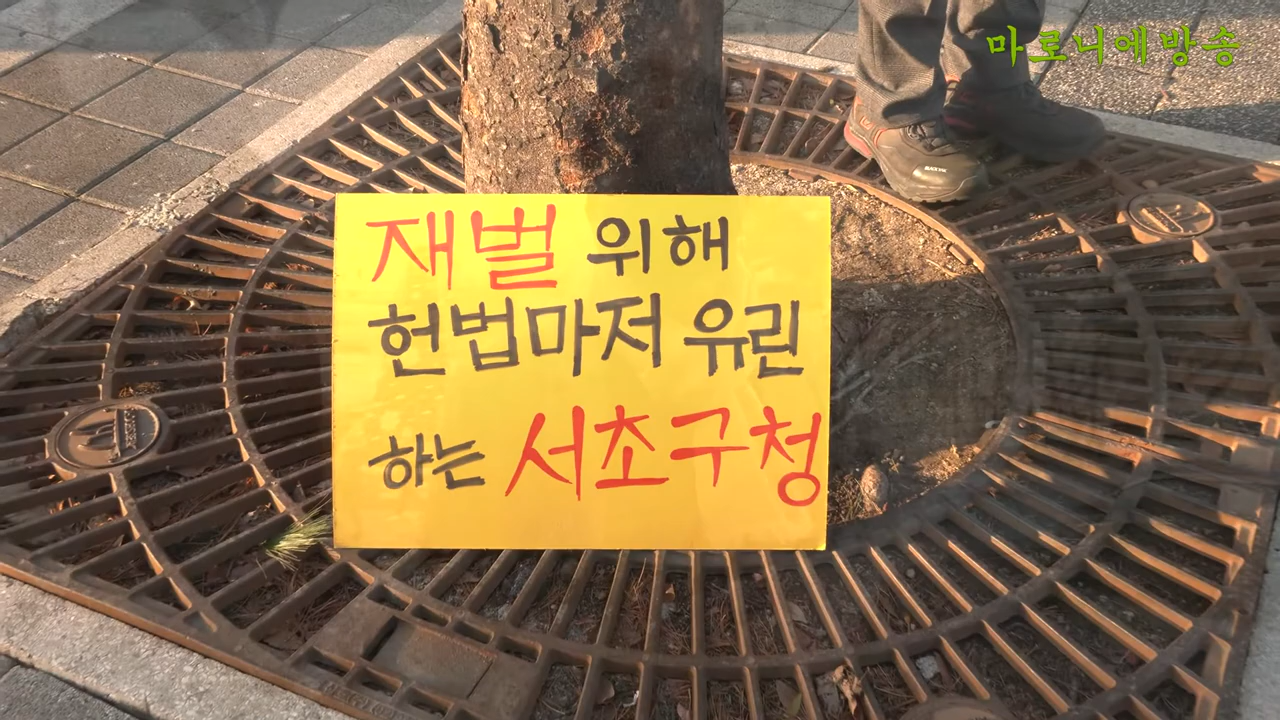 마로니에방송
재벌 위해
헌법마저 유린
하는 서초구청